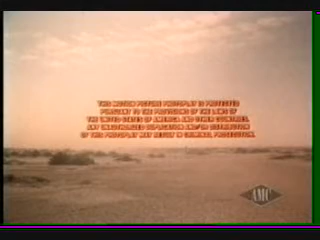 THIS MOTION PICTURE PHOTOPLAY IS PROTECTED
PURSUANT TO THE PROVISIONS OF THE LAWS OF
THE UNITED STATES OF AMERICA AND OTHER COUNTRIES.
ANY UNAUTHORIZED DUPLICATION AND/OR DISTRIBUTION
OF THIS PHOTOPLAY MAY RESULT IN CRIMINAL PROSECUTION.
AMC